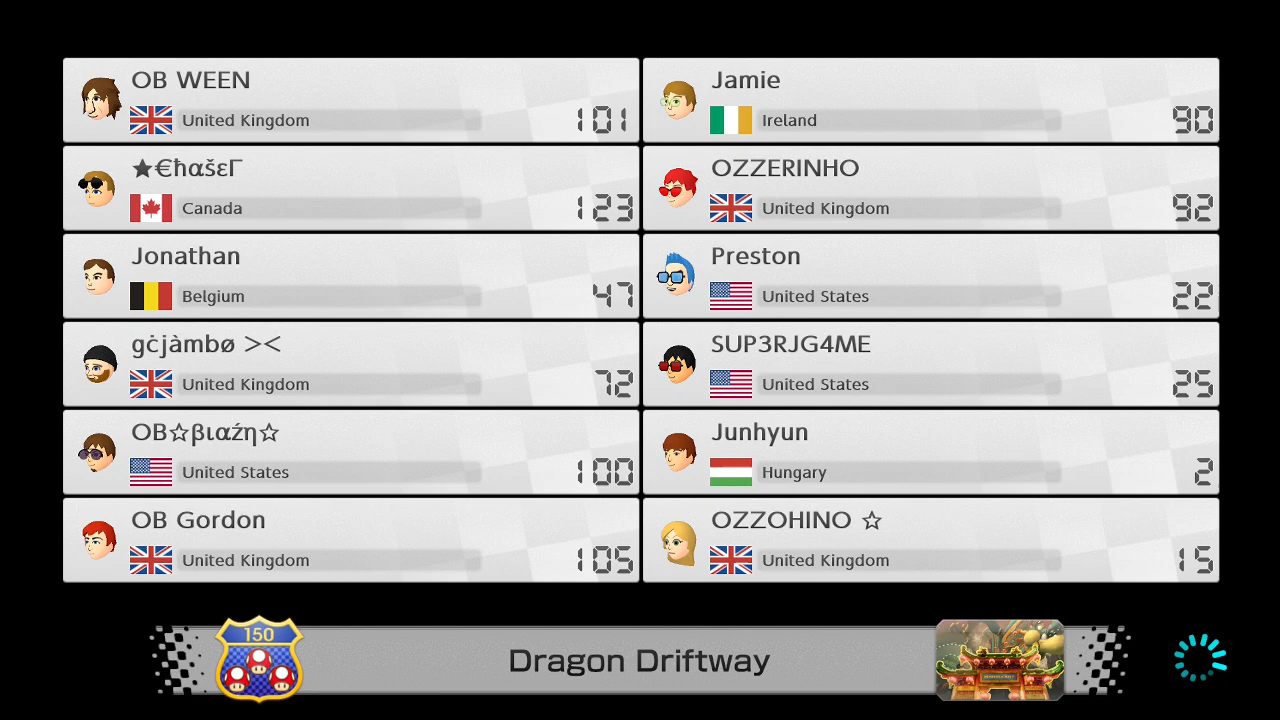 OB WEEN
United Kingdom 101
★€ħαšεΓ
Canada 123
Jonathan
Belgium 47
gċjàmbø ><
United Kingdom 72
OB☆βιαźη☆
United States 100
OB Gordon
United Kingdom 105
Jamie
Ireland 90
OZZERINHO
United Kingdom 92
Preston
United States 22
SUP3RJG4ME
United States 25
Junhyun
Hungary 2
OZZOHINO ☆
United Kingdom 15
150
Dragon Driftway